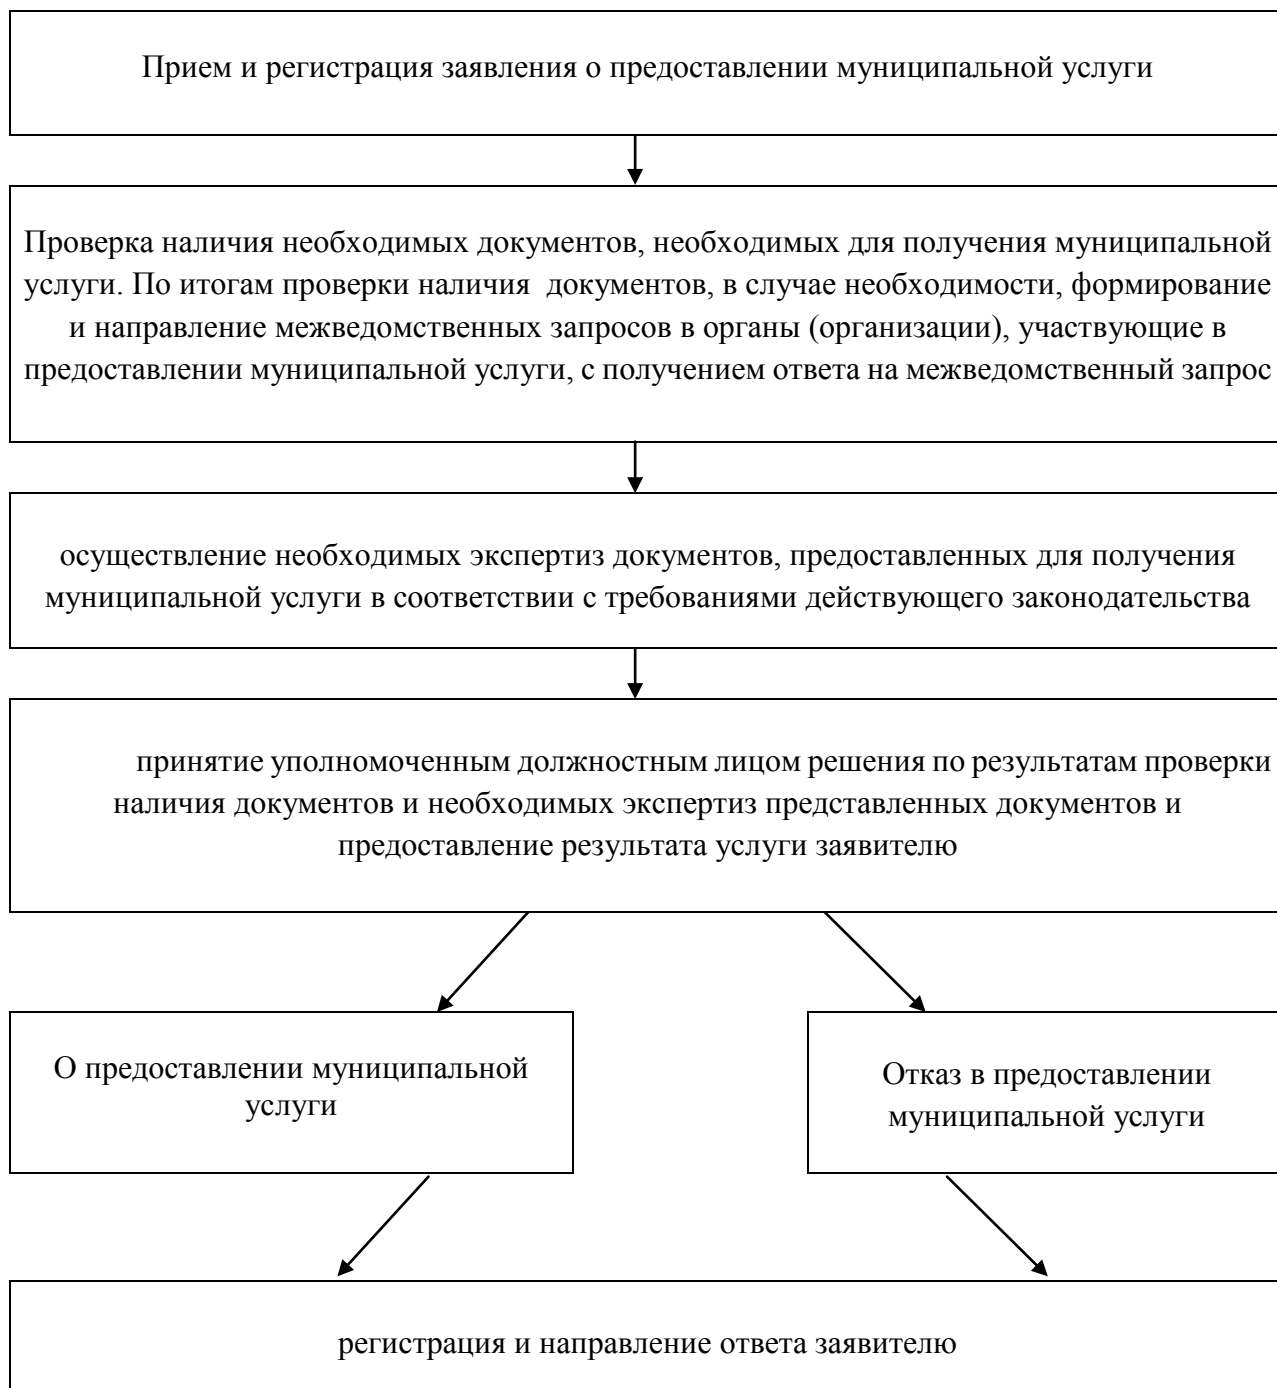 Прием и регистрация заявления о предоставлении муниципальной услуги
Проверка наличия необходимых документов, необходимых для получения муниципальной
услуги. По итогам проверки наличия документов, в случае необходимости, формирование
и направление межведомственных запросов в органы (организации), участвующие в
предоставлении муниципальной услуги, с получением ответа на межведомственный запрос
осуществление необходимых экспертиз документов, предоставленных для получения
муниципальной услуги в соответствии с требованиями действующего законодательства
принятие уполномоченным должностным лицом решения по результатам проверки
наличия документов и необходимых экспертиз представленных документов и
предоставление результата услуги заявителю
О предоставлении муниципальной
услуги
Отказ в предоставлении
муниципальной услуги
регистрация и направление ответа заявителю